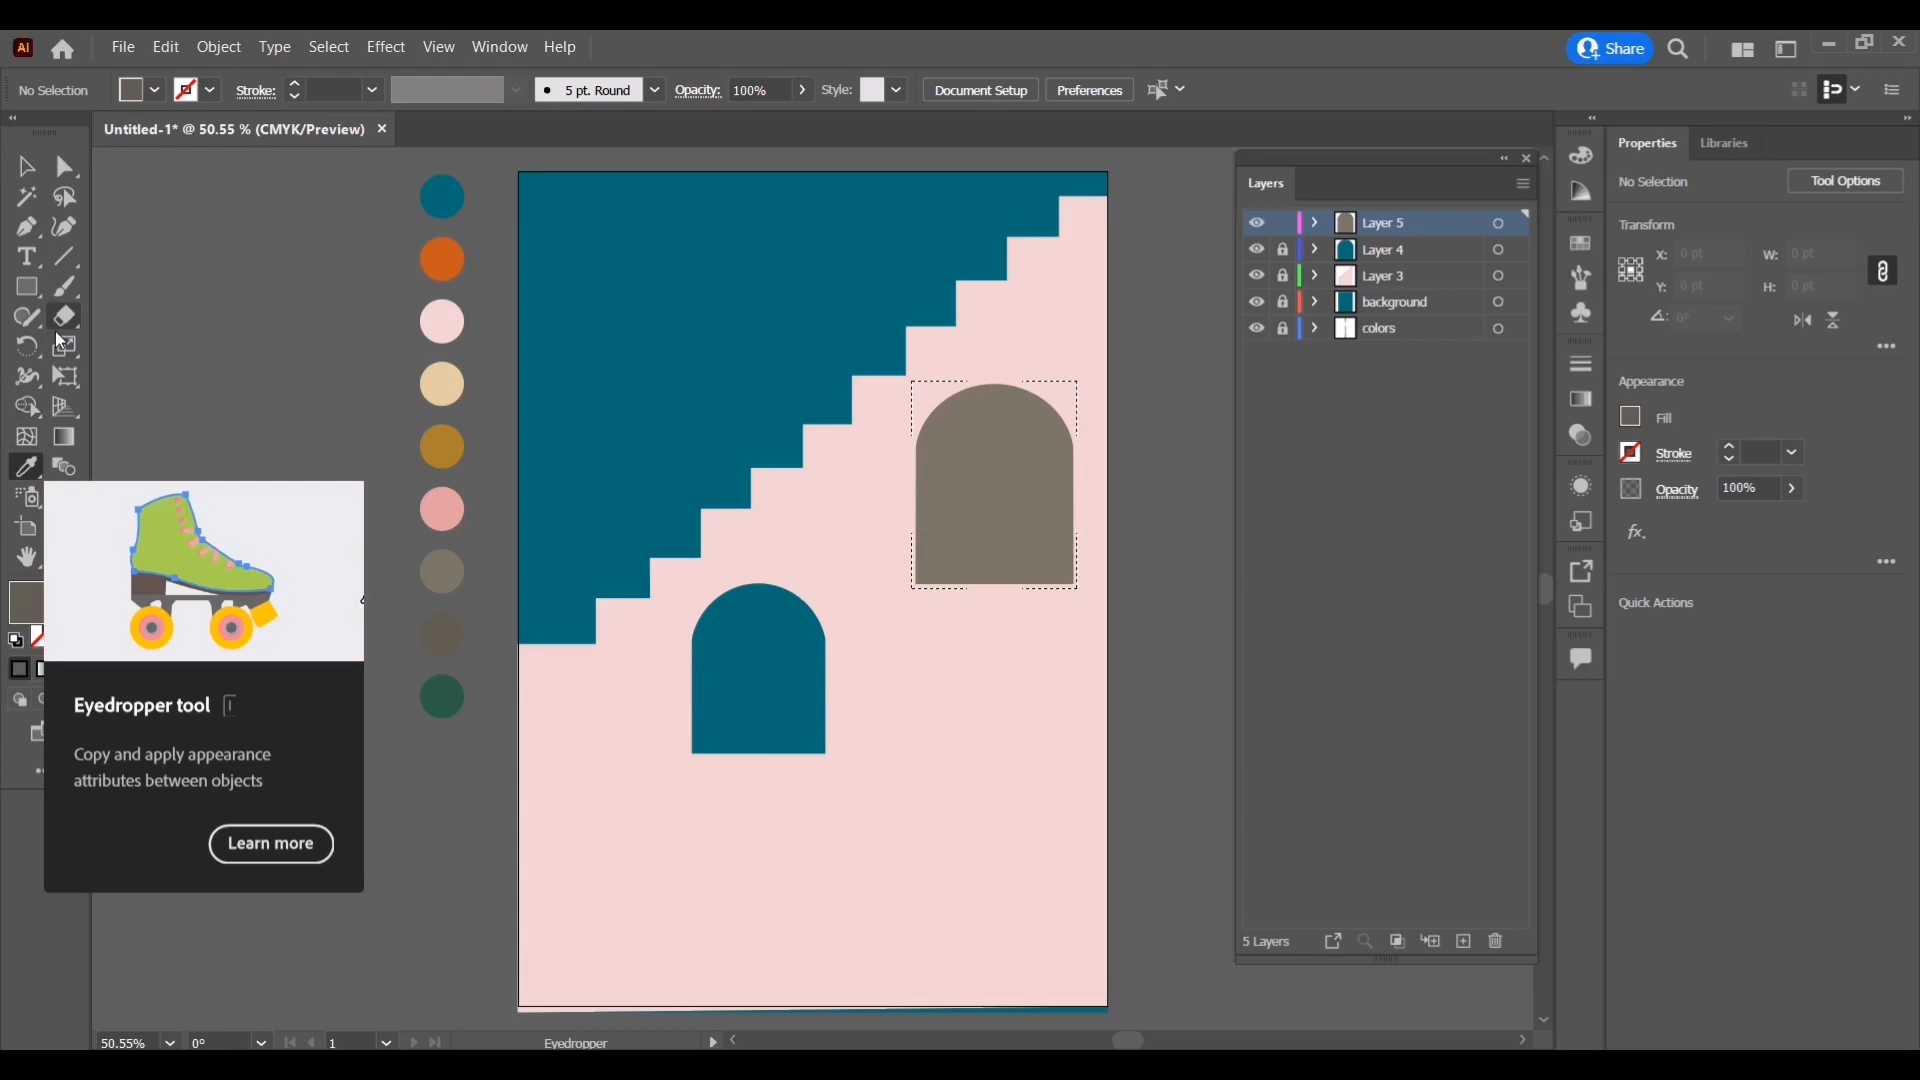 Ai File Edit Object Type Select Effect View Window Help Share
No Selection Stroke: 5 pt. Round Opacity: 100% Style: Document Setup Preferences
Untitled-1* @ 50.55 % (CMYK/Preview)
Properties Libraries
No Selection Tool Options
Layers
Layer 5
Layer 4
Layer 3
background
colors
5 Layers
Transform
X: 0 pt W: 0 pt
Y: 0 pt H: 0 pt
0°
Appearance
Fill
Stroke
Opacity 100%
fx.
Quick Actions
T
Eyedropper tool I
Copy and apply appearance
attributes between objects
Learn more
50.55% 0° 1 Eyedropper